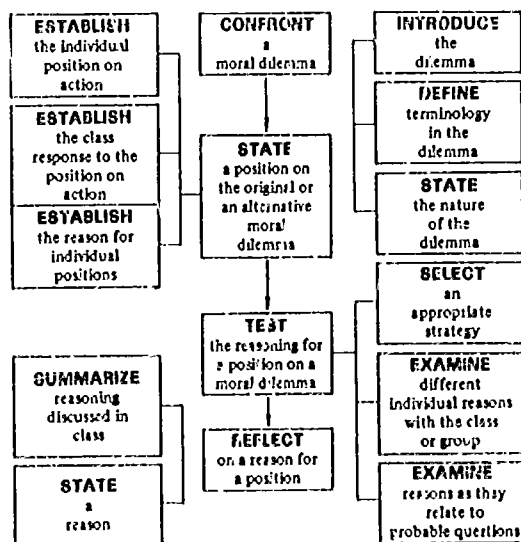 ESTABLISH
the individual
position on
action
ESTABLISH
the class
response to the
position on
action
ESTABLISH
the reason for
individual
positions
SUMMARIZE
reasoning
discussed in
class
STATE
a
reason
CONFRONT
a
moral dilemma
STATE
a position on
the original or
an alternative
moral
dilemma
TEST
the reasoning for
a position on a
moral dilemma
REFLECT
on a reason for
a position
INTRODUCE
the
dilemma
DEFINE
terminology
in the
dilemma
STATE
the nature
of the
dilemma
SELECT
an
appropriate
strategy
EXAMINE
different
individual reasons
with the class
or group
EXAMINE
reasons as they
relate to
probable questions